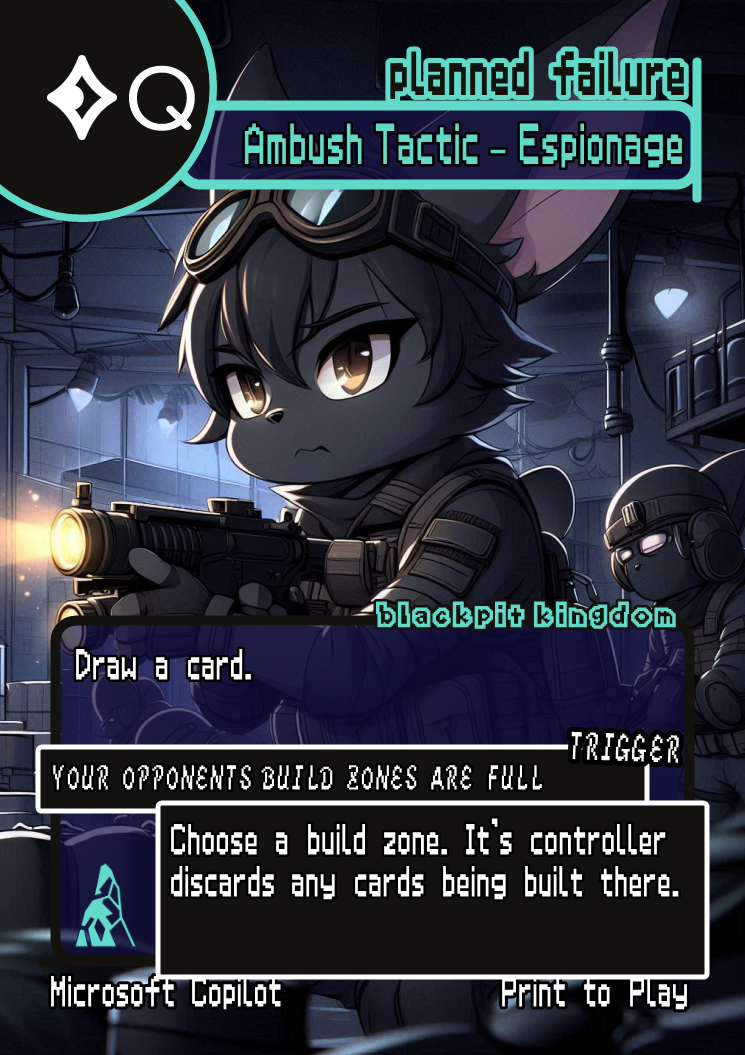 Q
planned failure
Ambush Tactic – Espionage
blackpit kingdom
Draw a card.
TRIGGER
YOUR OPPONENTS BUILD ZONES ARE FULL
Choose a build zone. It's controller
discards any cards being built there.
Microsoft Copilot
Print to Play